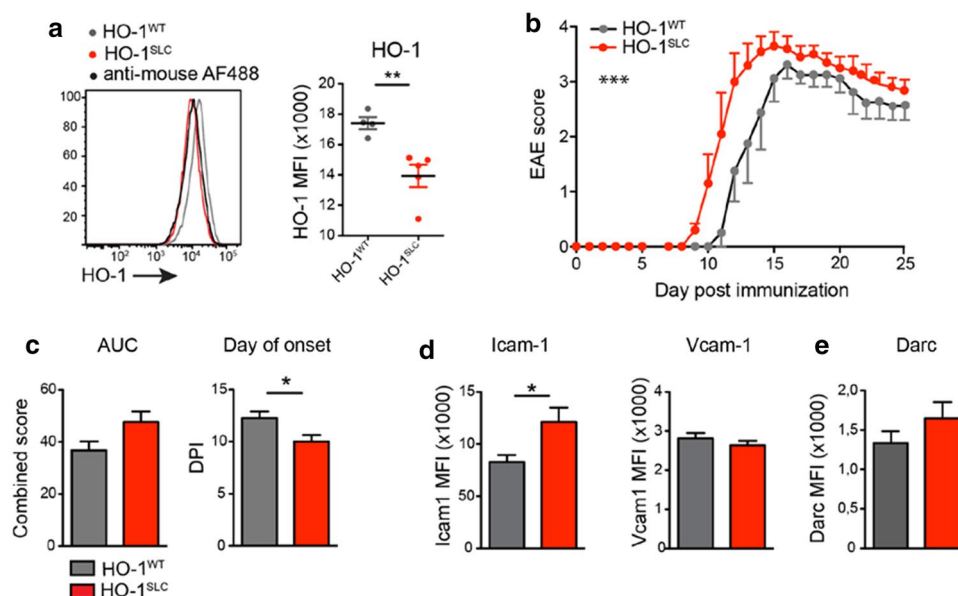 a
HO-1WT
HO-1SLC
anti-mouse AF488
100
80
60
40
20
10²
10³
10⁴
10⁵
HO-1
HO-1
**
HO-1 MFI (x1000)
20
18
16
14
12
10
HO-1WT
HO-1SLC
b
HO-1WT
HO-1SLC
***
EAE score
4
3
2
1
0
0 5 10 15 20 25
Day post immunization
c
AUC
Combined score
60
40
20
0
HO-1WT
HO-1SLC
Day of onset
*
DPI
15
10
5
0
d
Icam-1
*
Icam1 MFI (x1000)
15
10
50
0
Vcam-1
Vcam1 MFI (x1000)
4
3
2
1
0
e
Darc
Darc MFI (x1000)
2,0
1,5
1,0
0.5
0